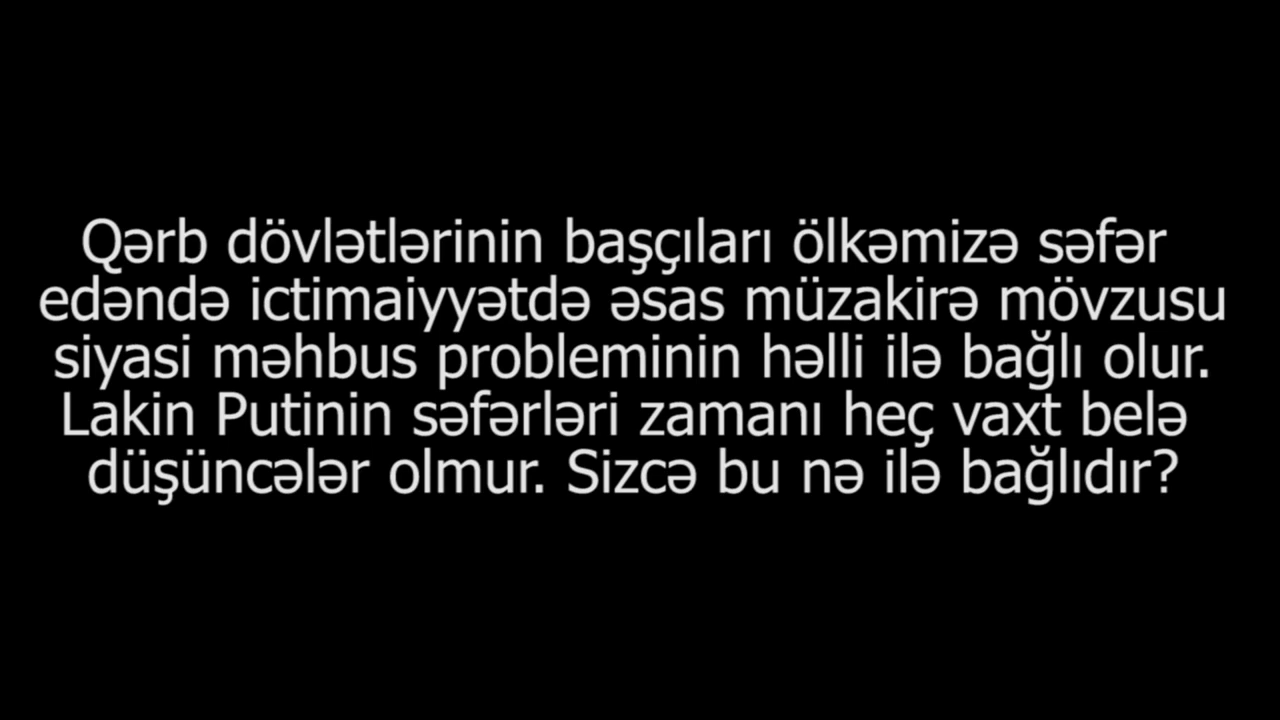 Qərb dövlətlərinin başçıları ölkəmizə səfər
edəndə ictimaiyyətdə əsas müzakirə mövzusu
siyasi məhbus probleminin həlli ilə bağlı olur.
Lakin Putinin səfərləri zamanı heç vaxt belə
düşüncələr olmur. Sizcə bu nə ilə bağlıdır?